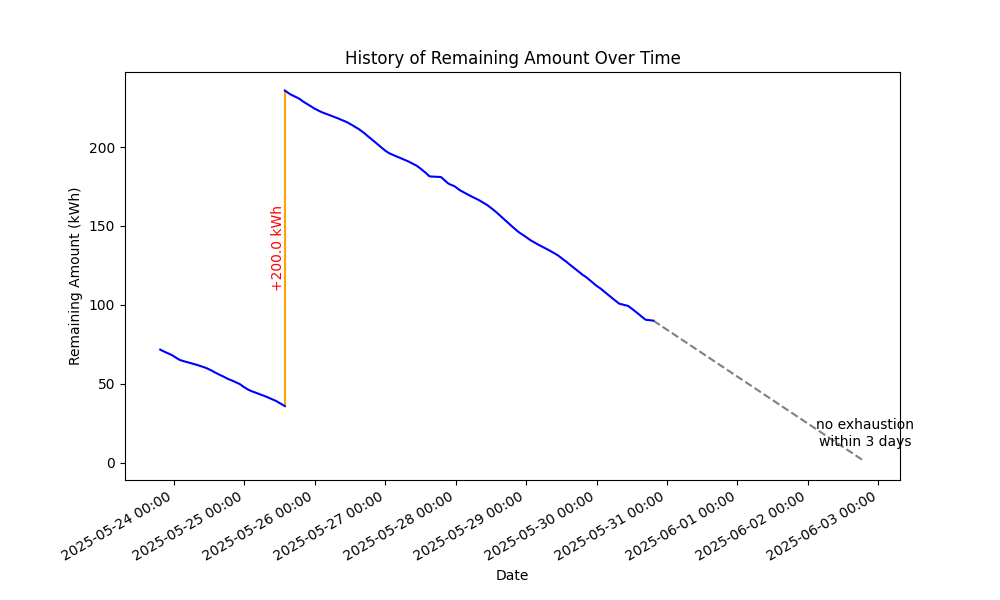 History of Remaining Amount Over Time
Remaining Amount (kWh)
200
150
100
50
0
+200.0 kWh
no exhaustion
within 3 days
2025-05-24 00:00
2025-05-25 00:00
2025-05-26 00:00
2025-05-27 00:00
2025-05-28 00:00
2025-05-29 00:00
2025-05-30 00:00
2025-05-31 00:00
2025-06-01 00:00
2025-06-02 00:00
2025-06-03 00:00
Date